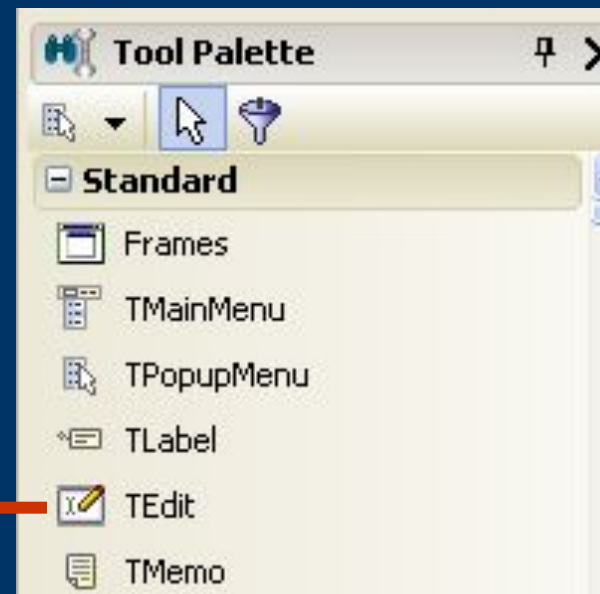 Tool Palette
Standard
Frames
TMainMenu
TPopupMenu
TLabel
TEdit
TMemo